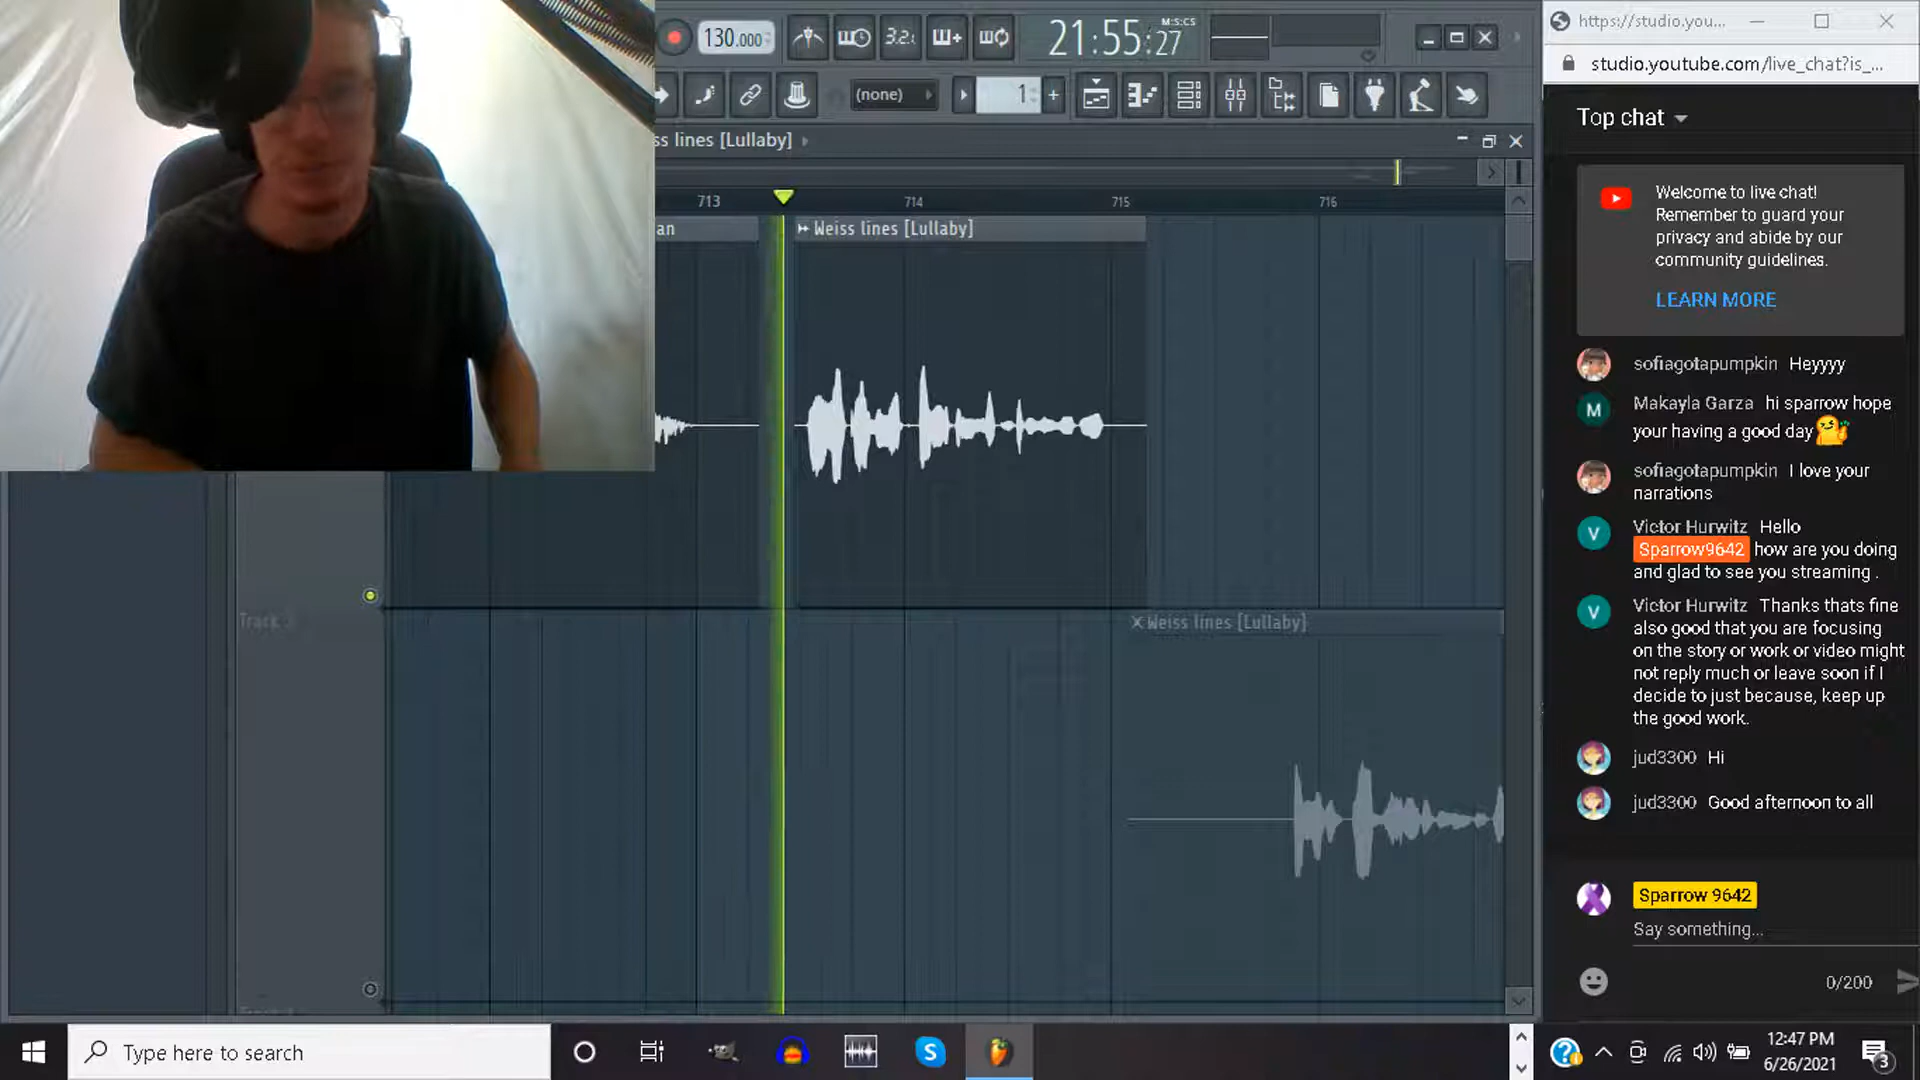 130.000
3.2:
21:55:27
M:S:CS
(none)
1
ss lines [Lullaby]
713
714
715
716
an
Weiss lines [Lullaby]
Weiss lines [Lullaby]
https://studio.you...
studio.youtube.com/live_chat?is_...
Top chat
Welcome to live chat!
Remember to guard your
privacy and abide by our
community guidelines.
LEARN MORE
sofiagotapumpkin Heyyyy
M
Makayla Garza hi sparrow hope
your having a good day
sofiagotapumpkin I love your
narrations
V
Victor Hurwitz Hello
Sparrow9642 how are you doing
and glad to see you streaming .
V
Victor Hurwitz Thanks thats fine
also good that you are focusing
on the story or work or video might
not reply much or leave soon if I
decide to just because, keep up
the good work.
jud3300 Hi
jud3300 Good afternoon to all
Sparrow 9642
Say something...
0/200
Type here to search
12:47 PM
6/26/2021
3